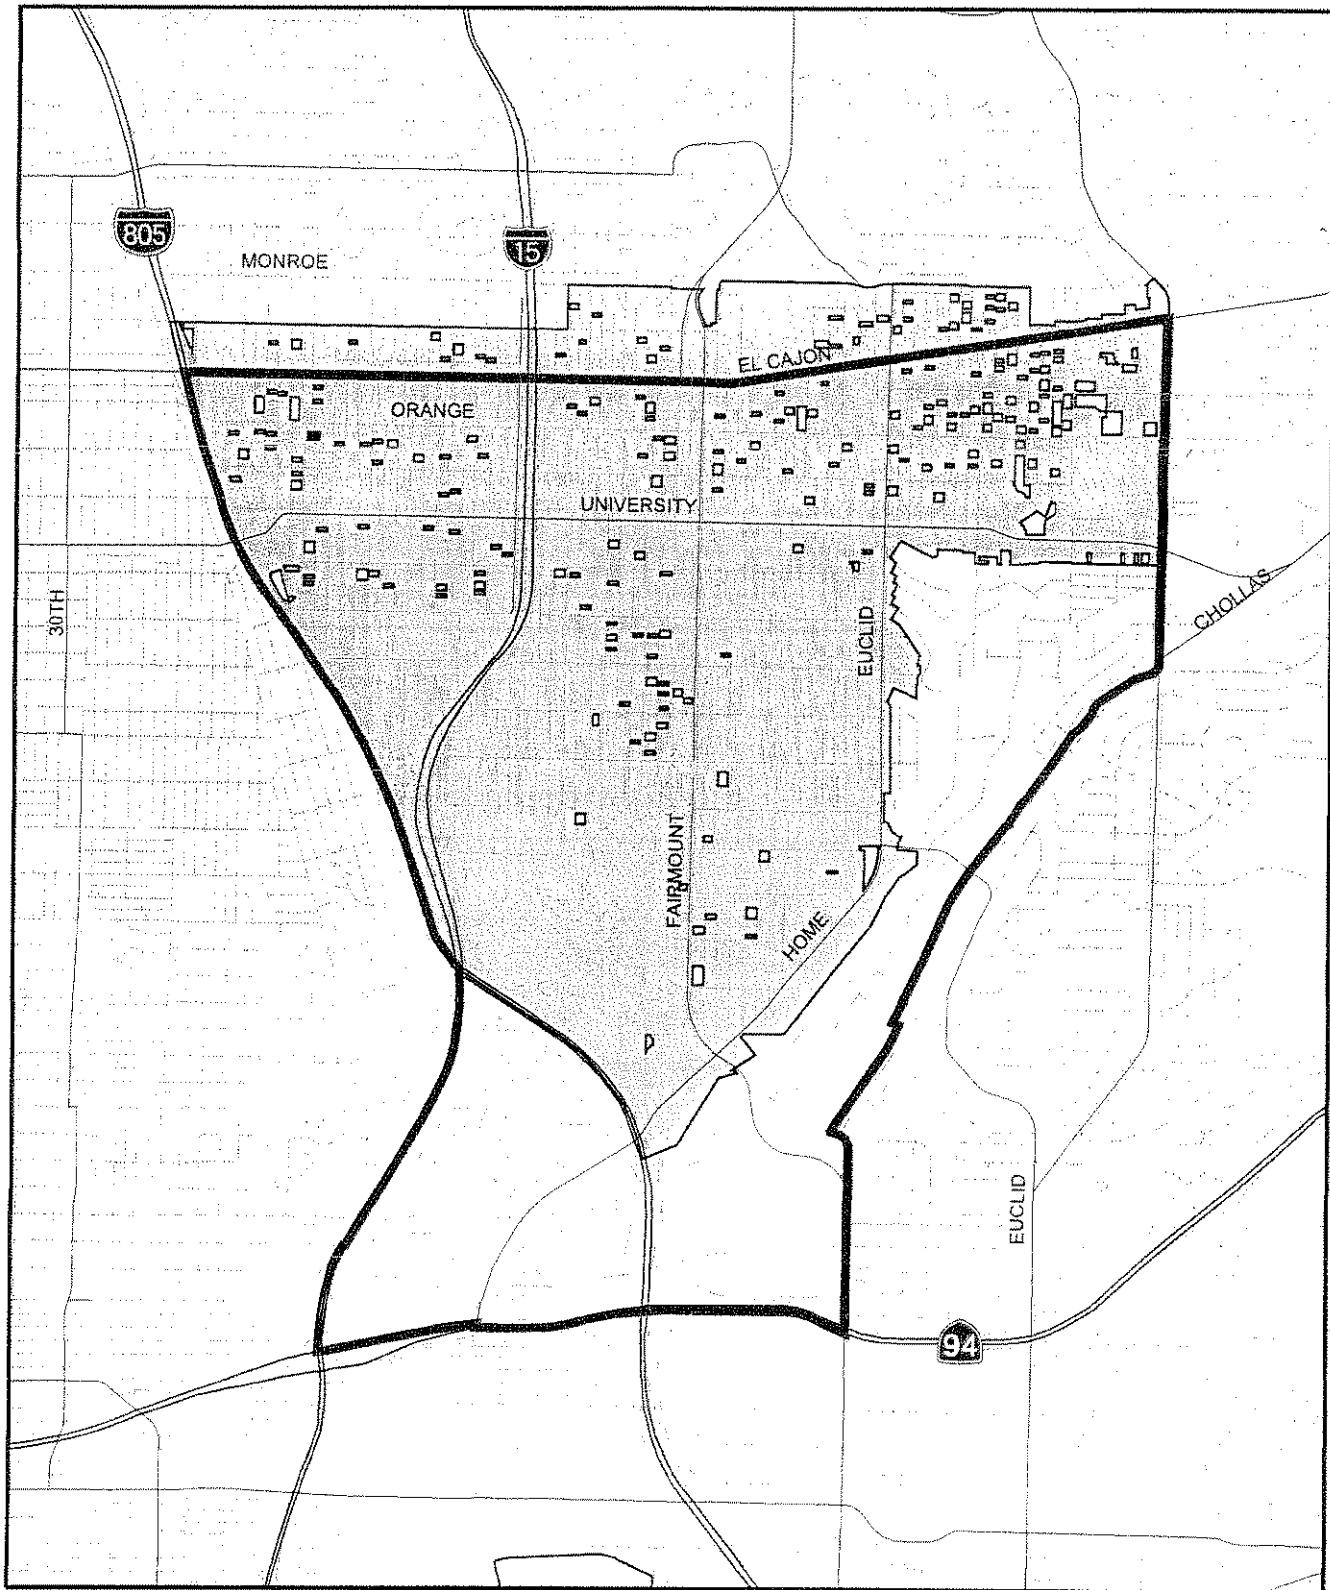 805
15
MONROE
EL CAJON
ORANGE
UNIVERSITY
30TH
EUCLID
CHOLLAS
FAIRMOUNT
HOME
EUCLID
94